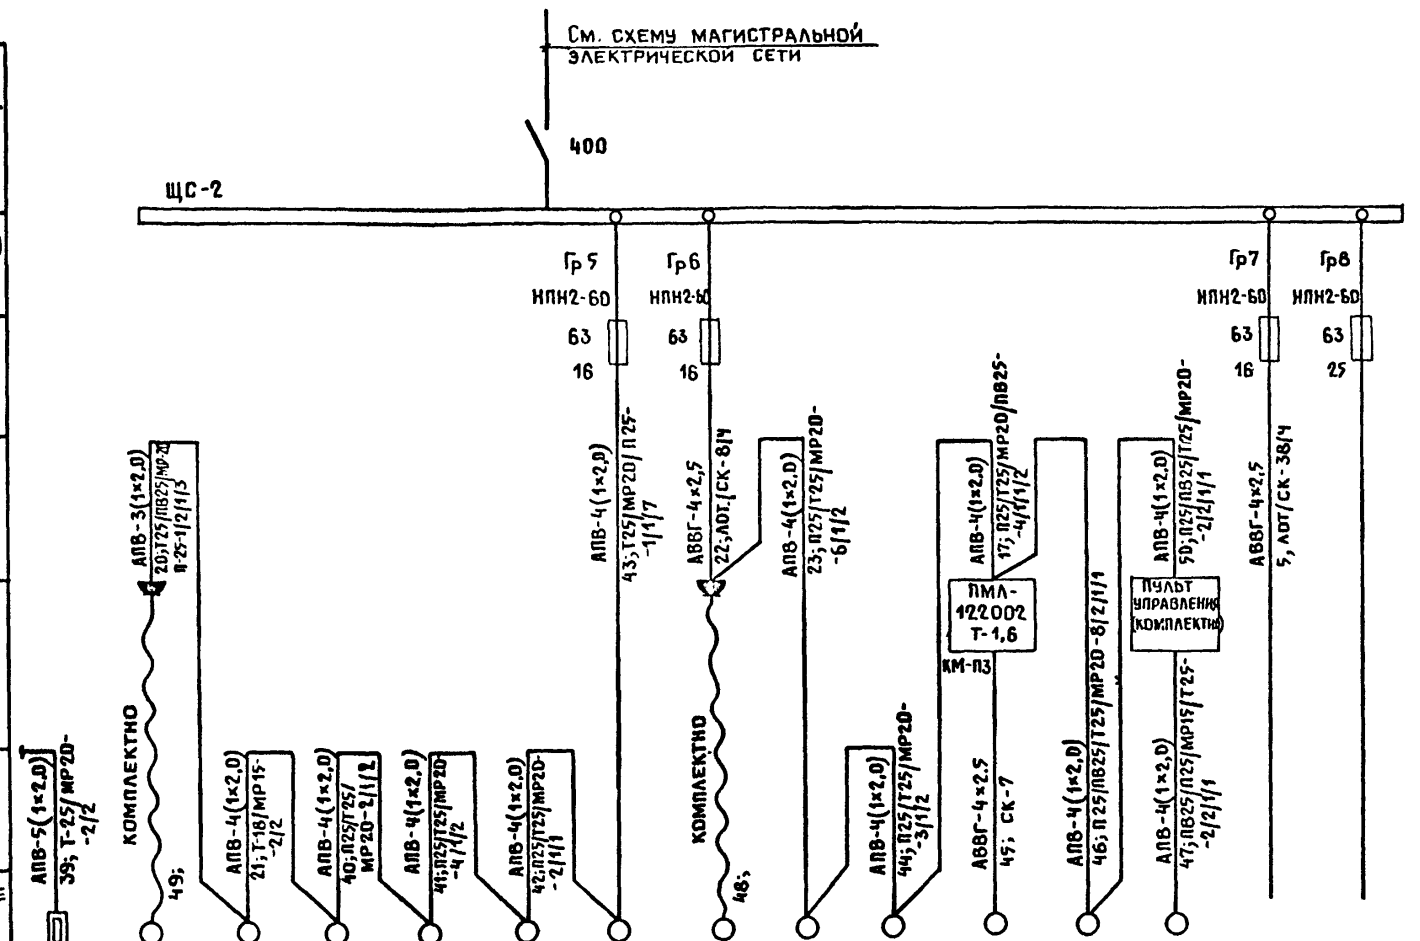 См. СХЕМУ МАГИСТРАЛЬНОЙ
ЭЛЕКТРИЧЕСКОЙ СЕТИ
400
ЩС-2
Гр 5
НПН2-60
63
16
Гр6
НПН2-60
63
16
Гр7
НПН2-60
63
16
Гр8
НПН2-60
63
25
АПВ-5(1×2,0)
39; Т-25/МР20-
-2/2
АПВ-3(1×2,0)
20;Т25/ПВ25/МР-20
П-25-1/2/1/3
КОМПЛЕКТНО
49;
АПВ-4(1×2,0)
21;Т-18/МР15-
-2/2
АПВ-4(1×2,0)
40;П25/Т25/
МР20-2/1/2
АПВ-4(1×2,0)
41;П25/Т25/МР20-
-4/1/2
АПВ-4(1×2,0)
42;П25/Т25/МР20-
-2/1/1
АПВ-4(1×2,0)
43;Т25/МР20/П25-
-1/1/7
АВВГ-4×2,5
22;ЛОТ./СК-8/4
КОМПЛЕКТНО
48;
АПВ-4(1×2,0)
23;П25/Т25/МР20-
-6/1/2
АПВ-4(1×2,0)
44;П25/Т25/МР20-
-3/1/2
АПВ-4(1×2,0)
17; П25/Т25/МР20/ПВ25-
-4/1/1/2
ПМЛ-
122002
Т-1,6
КМ-П3
АВВГ-4×2.5
45; СК-7
АПВ-4(1×2,0)
46; П25/ПВ25/Т25/МР20-8/2/1/1
АПВ-4(1×2,0)
50;П25/ПВ25/Т25/МР20-
-2/2/1/1
ПУЛЬТ
УПРАВЛЕНИЯ
(КОМПЛЕКТНО)
АПВ-4(1×2,0)
47;ПВ25/П25/МР15/Т25-
-2/2/1/1
АВВГ-4×2,5
5, ЛОТ/СК-38/4